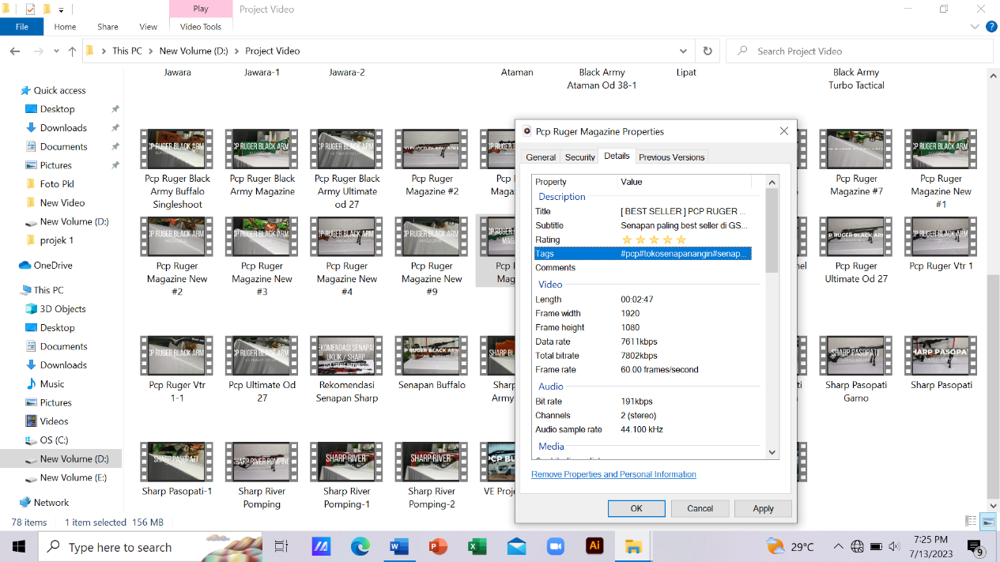 Play
Project Video
File
Home
Share
View
Video Tools
This PC
New Volume (D:)
Project Video
Search Project Video
Quick access
Desktop
Downloads
Documents
Pictures
Foto Pkl
New Video
New Volume (D:)
projek 1
OneDrive
This PC
3D Objects
Desktop
Documents
Downloads
Music
Pictures
Videos
OS (C:)
New Volume (D:)
New Volume (E:)
Network
Jawara
Jawara-1
Jawara-2
Ataman
Black Army
Ataman Od 38-1
Lipat
Black Army
Turbo Tactical
Pcp Ruger Black
Army Buffalo
Singleshoot
Pcp Ruger Black
Army Magazine
Pcp Ruger Black
Army Ultimate
od 27
Pcp Ruger
Magazine #2
Pcp Ruger
Magazine #7
Pcp Ruger
Magazine New
#1
Pcp Ruger
Magazine New
#2
Pcp Ruger
Magazine New
#3
Pcp Ruger
Magazine New
#4
Pcp Ruger
Magazine New
#9
Pcp Ruger
Ultimate Od 27
Pcp Ruger Vtr 1
Pcp Ruger Vtr
1-1
Pcp Ultimate Od
27
Rekomendasi
Senapan Sharp
Senapan Buffalo
Sharp
Army
Sharp Pasopati
Gamo
Sharp Pasopati
Sharp Pasopati-1
Sharp River
Pomping
Sharp River
Pomping-1
Sharp River
Pomping-2
VE Proje
Pcp Ruger Magazine Properties
General
Security
Details
Previous Versions
Property
Value
Description
Title
[ BEST SELLER ] PCP RUGER ...
Subtitle
Senapan paling best seller di GS...
Rating
Tags
#pcp#tokosenapanangin#senap...
Comments
Video
Length
00:02:47
Frame width
1920
Frame height
1080
Data rate
7611kbps
Total bitrate
7802kbps
Frame rate
60.00 frames/second
Audio
Bit rate
191kbps
Channels
2 (stereo)
Audio sample rate
44.100 kHz
Media
Remove Properties and Personal Information
OK
Cancel
Apply
78 items
1 item selected 156 MB
Type here to search
29°C
7:25 PM
7/13/2023
9